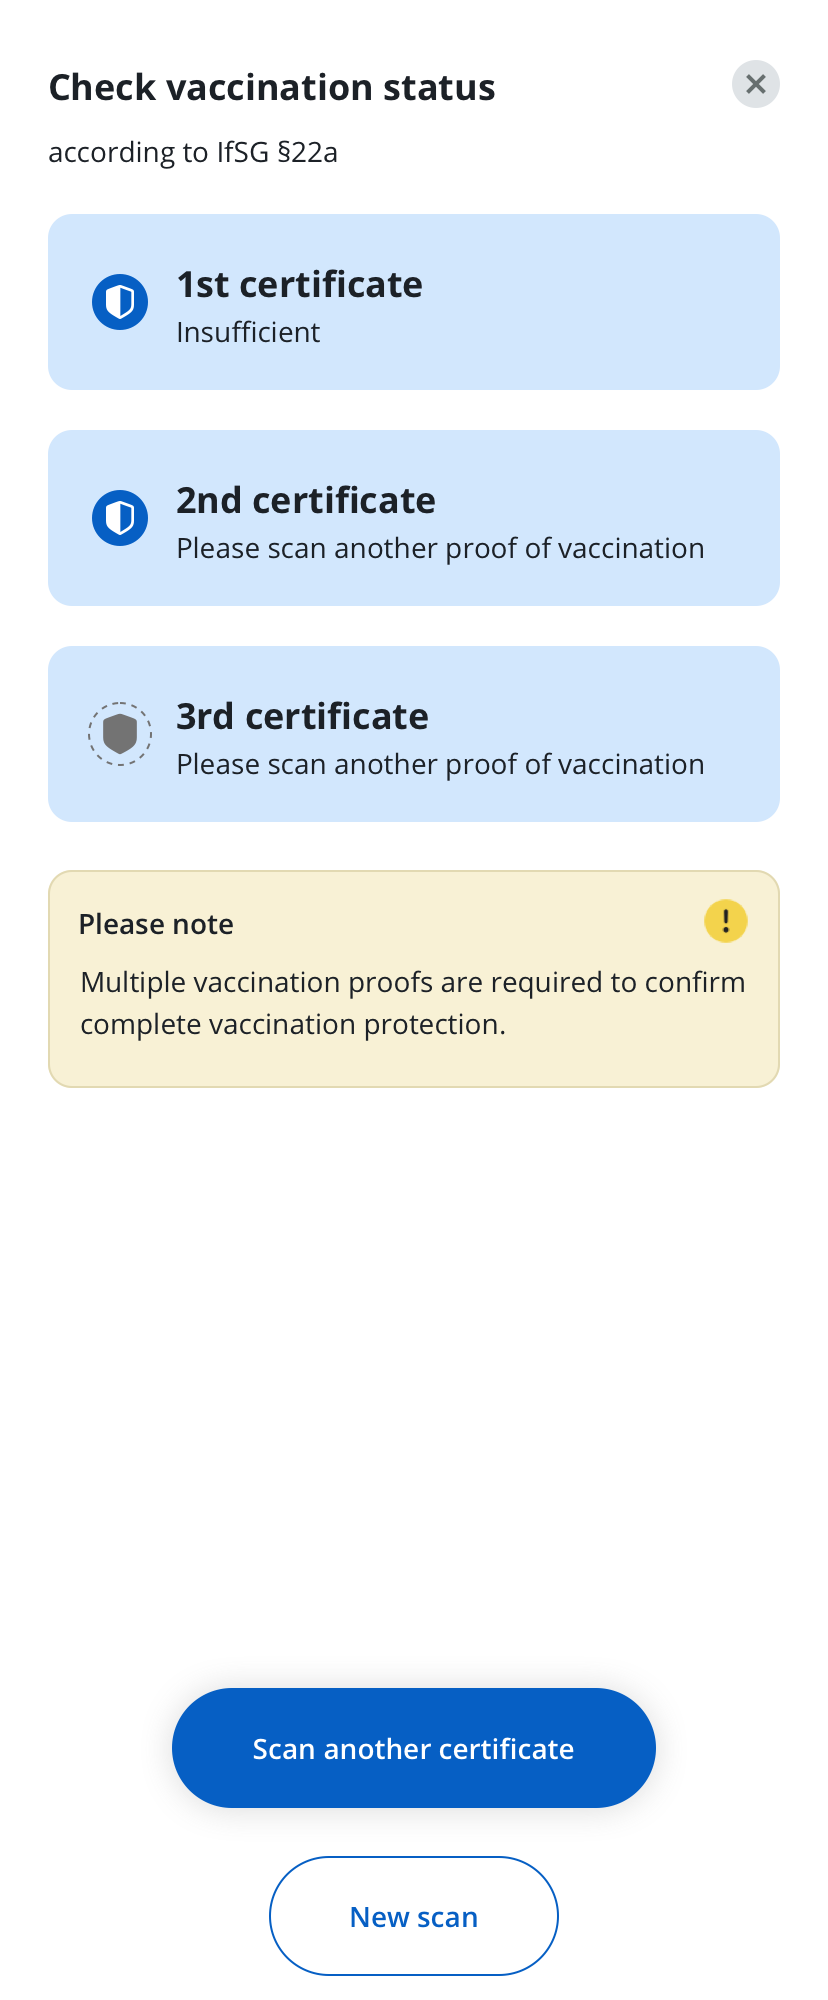 Check vaccination status
according to IfSG §22a
1st certificate
Insufficient
2nd certificate
Please scan another proof of vaccination
3rd certificate
Please scan another proof of vaccination
Please note
Multiple vaccination proofs are required to confirm
complete vaccination protection.
Scan another certificate
New scan